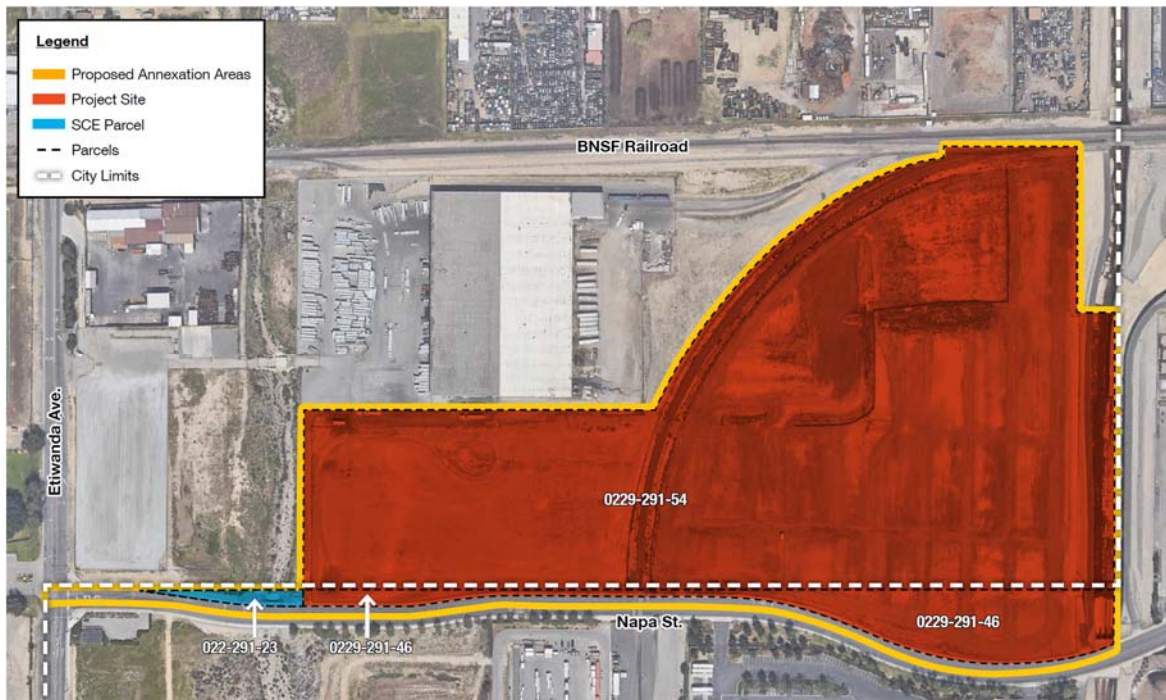 Legend
Proposed Annexation Areas
Project Site
SCE Parcel
Parcels
City Limits
BNSF Railroad
Etiwanda Ave.
0229-291-54
022-291-23
0229-291-46
Napa St.
0229-291-46